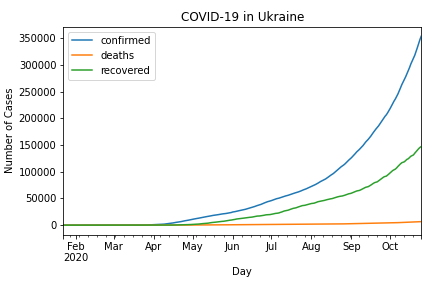 COVID-19 in Ukraine
confirmed
deaths
recovered
350000
300000
250000
200000
150000
100000
50000
0
Number of Cases
Feb Mar Apr May Jun Jul Aug Sep Oct
2020
Day